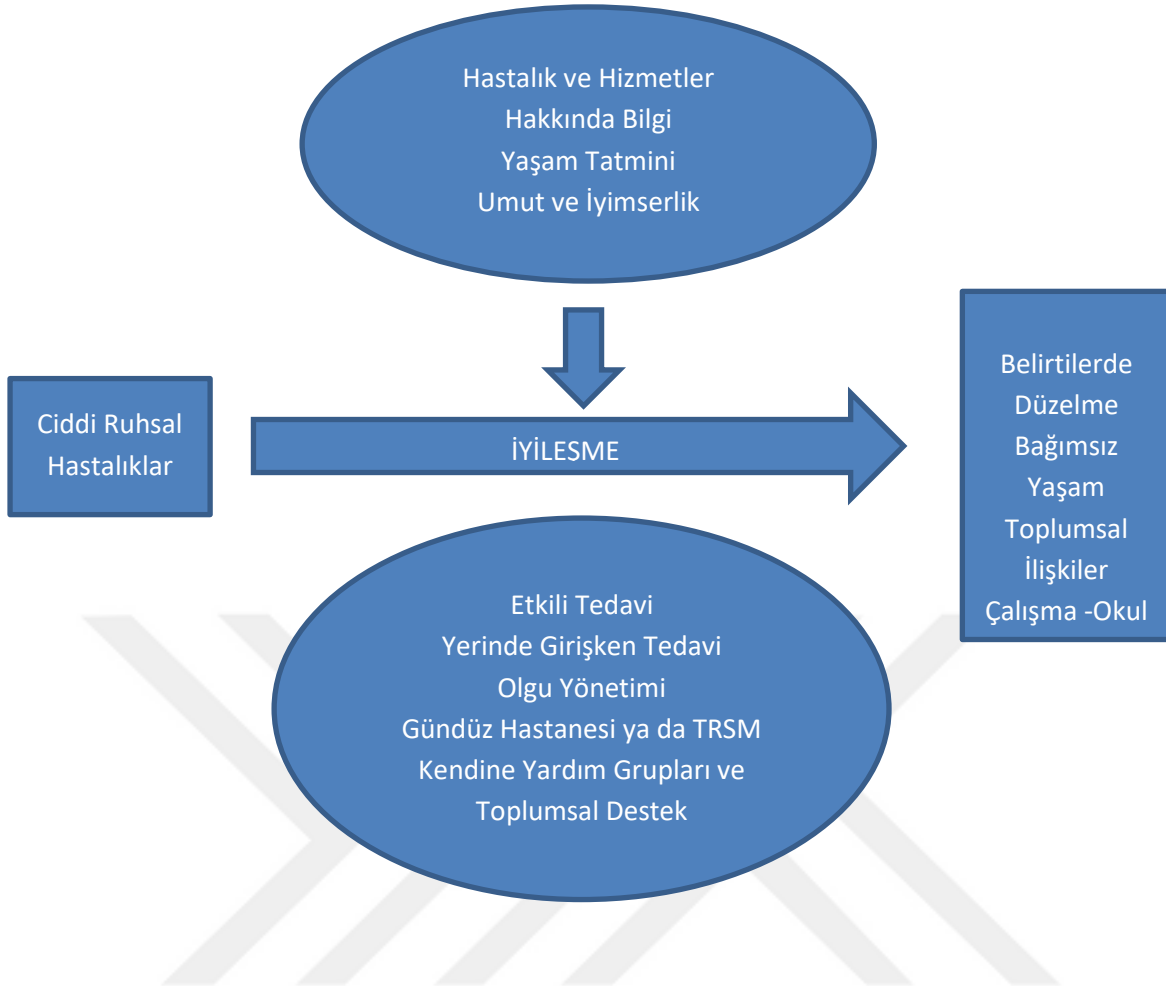 Hastalık ve Hizmetler
Hakkında Bilgi
Yaşam Tatmini
Umut ve İyimserlik
Ciddi Ruhsal
Hastalıklar
İYİLESME
Belirtilerde
Düzelme
Bağımsız
Yaşam
Toplumsal
İlişkiler
Çalışma -Okul
Etkili Tedavi
Yerinde Girişken Tedavi
Olgu Yönetimi
Gündüz Hastanesi ya da TRSM
Kendine Yardım Grupları ve
Toplumsal Destek